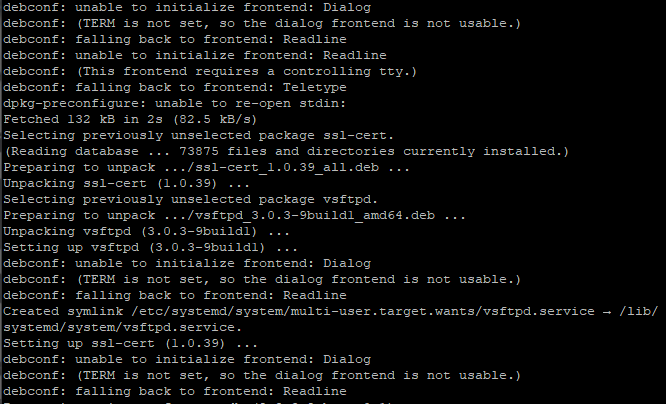 debconf: unable to initialize frontend: Dialog
debconf: (TERM is not set, so the dialog frontend is not usable.)
debconf: falling back to frontend: Readline
debconf: unable to initialize frontend: Readline
debconf: (This frontend requires a controlling tty.)
debconf: falling back to frontend: Teletype
dpkg-preconfigure: unable to re-open stdin:
Fetched 132 kB in 2s (82.5 kB/s)
Selecting previously unselected package ssl-cert.
(Reading database ... 73875 files and directories currently installed.)
Preparing to unpack .../ssl-cert_1.0.39_all.deb ...
Unpacking ssl-cert (1.0.39) ...
Selecting previously unselected package vsftpd.
Preparing to unpack .../vsftpd_3.0.3-9build1_amd64.deb ...
Unpacking vsftpd (3.0.3-9build1) ...
Setting up vsftpd (3.0.3-9build1) ...
debconf: unable to initialize frontend: Dialog
debconf: (TERM is not set, so the dialog frontend is not usable.)
debconf: falling back to frontend: Readline
Created symlink /etc/systemd/system/multi-user.target.wants/vsftpd.service → /lib/
systemd/system/vsftpd.service.
Setting up ssl-cert (1.0.39) ...
debconf: unable to initialize frontend: Dialog
debconf: (TERM is not set, so the dialog frontend is not usable.)
debconf: falling back to frontend: Readline